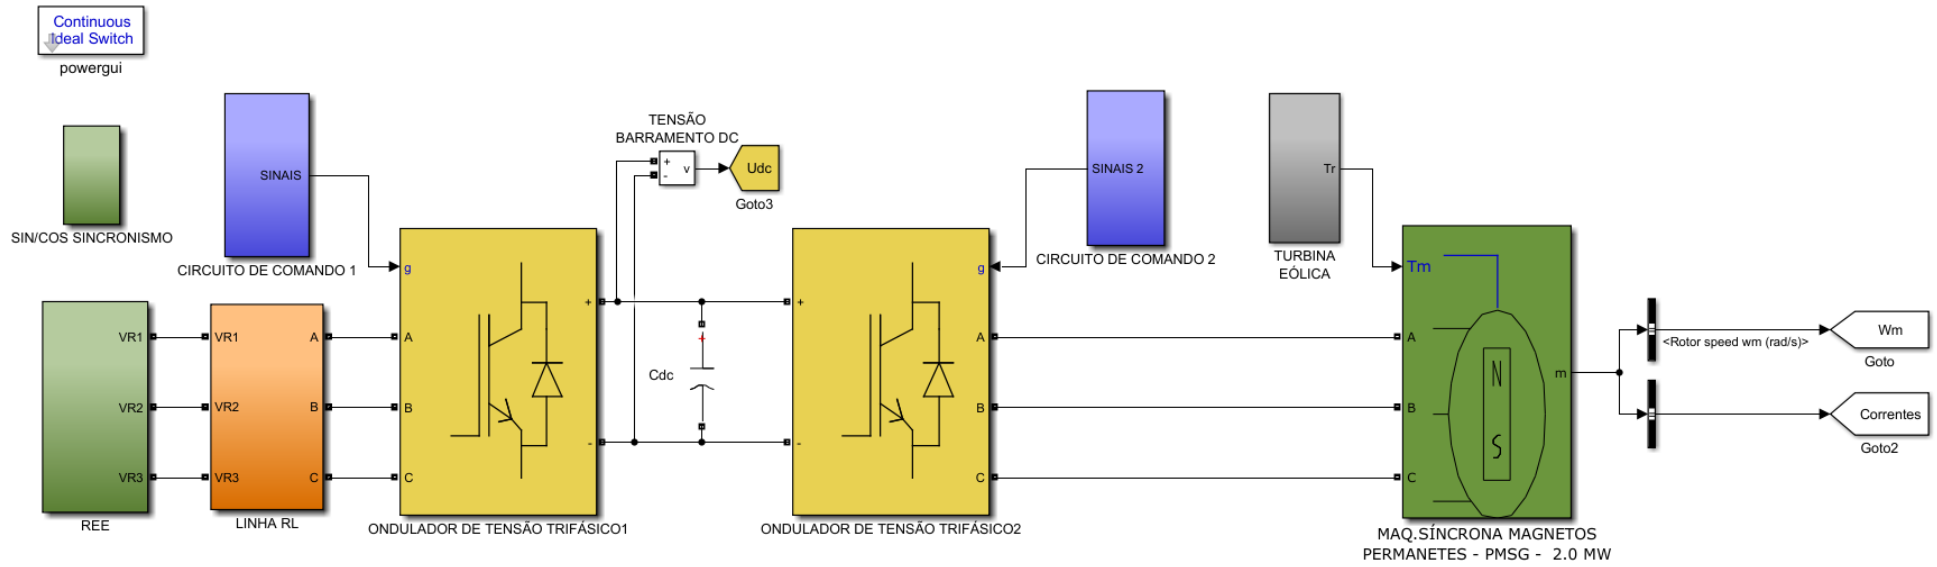 Continuous
Ideal Switch
powergui
SIN/COS SINCRONISMO
SINAIS
CIRCUITO DE COMANDO 1
TENSÃO
BARRAMENTO DC
+
-
v
Udc
Goto3
SINAIS 2
CIRCUITO DE COMANDO 2
Tr
TURBINA
EÓLICA
VR1
VR2
VR3
REE
VR1
VR2
VR3
A
B
C
LINHA RL
g
A
B
C
+
-
ONDULADOR DE TENSÃO TRIFÁSICO1
+
Cdc
g
+
-
A
B
C
ONDULADOR DE TENSÃO TRIFÁSICO2
Tm
A
B
C
N
S
m
MAQ.SÍNCRONA MAGNETOS
PERMANETES - PMSG - 2.0 MW
<Rotor speed wm (rad/s)>
Wm
Goto
Correntes
Goto2